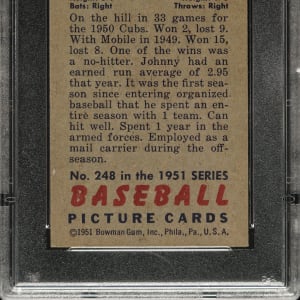 Bats: Right Throws: Right
On the hill in 33 games for
the 1950 Cubs. Won 2, lost 9.
With Mobile in 1949. Won 15,
lost 8. One of the wins was
a no-hitter. Johnny had an
earned run average of 2.95
that year. It was the first sea-
son since entering organized
baseball that he spent an en-
tire season with 1 team. Can
hit well. Spent 1 year in the
armed forces. Employed as a
mail carrier during the off-
season.
No. 248 in the 1951 SERIES
BASEBALL
PICTURE CARDS
©1951 Bowman Gum, Inc., Phila., Pa., U.S.A.